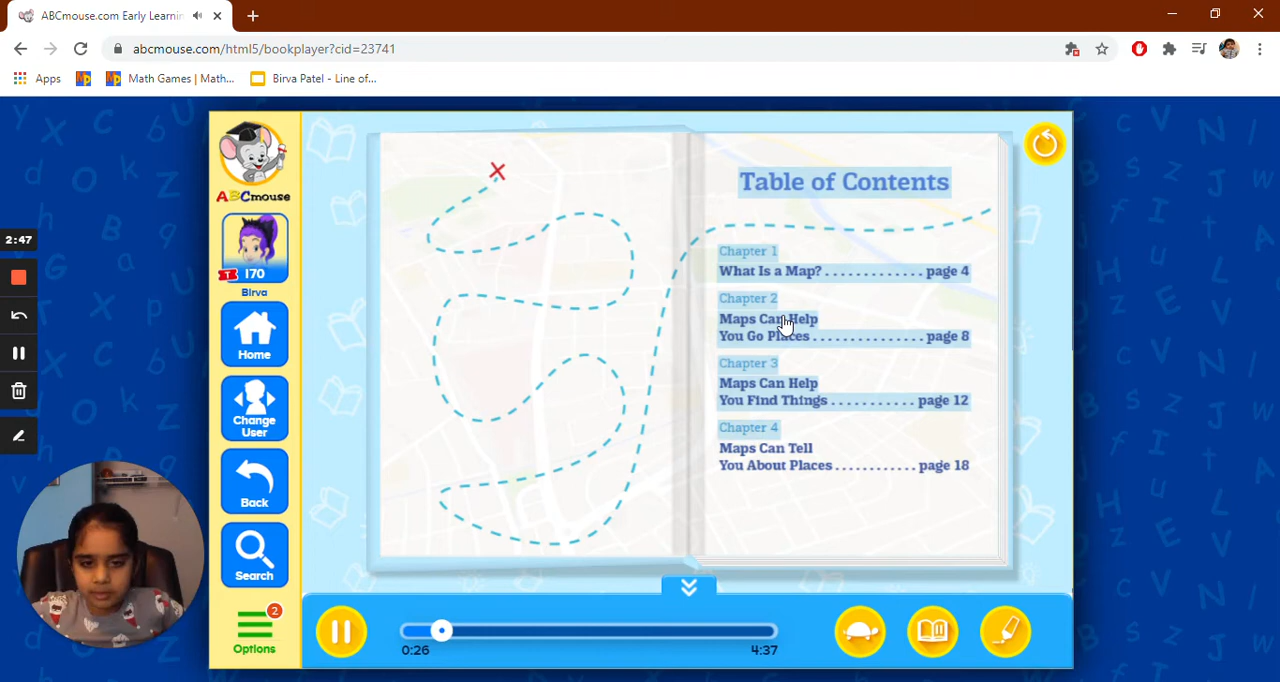 ABCmouse.com Early Learnin
abcmouse.com/html5/bookplayer?cid=23741
Apps
Math Games | Math...
Birva Patel - Line of...
2:47
ABCmouse
T 170
Birva
Home
Change
User
Back
Search
2
Options
Table of Contents
Chapter 1
What Is a Map? . . . . . . . . . . . . . page 4
Chapter 2
Maps Can Help
You Go Places . . . . . . . . . . . . . . . page 8
Chapter 3
Maps Can Help
You Find Things . . . . . . . . . . . page 12
Chapter 4
Maps Can Tell
You About Places . . . . . . . . . . . . page 18
0:26
4:37